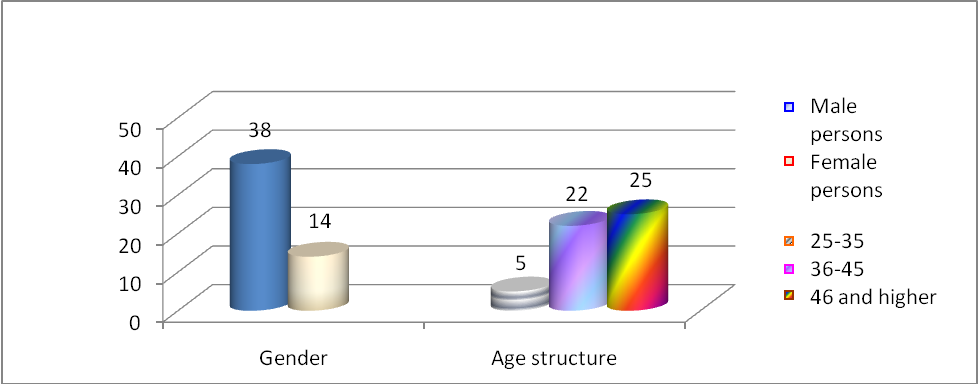 50
40
30
20
10
0
38
14
5
22
25
Gender
Age structure
Male
persons
Female
persons
25-35
36-45
46 and higher